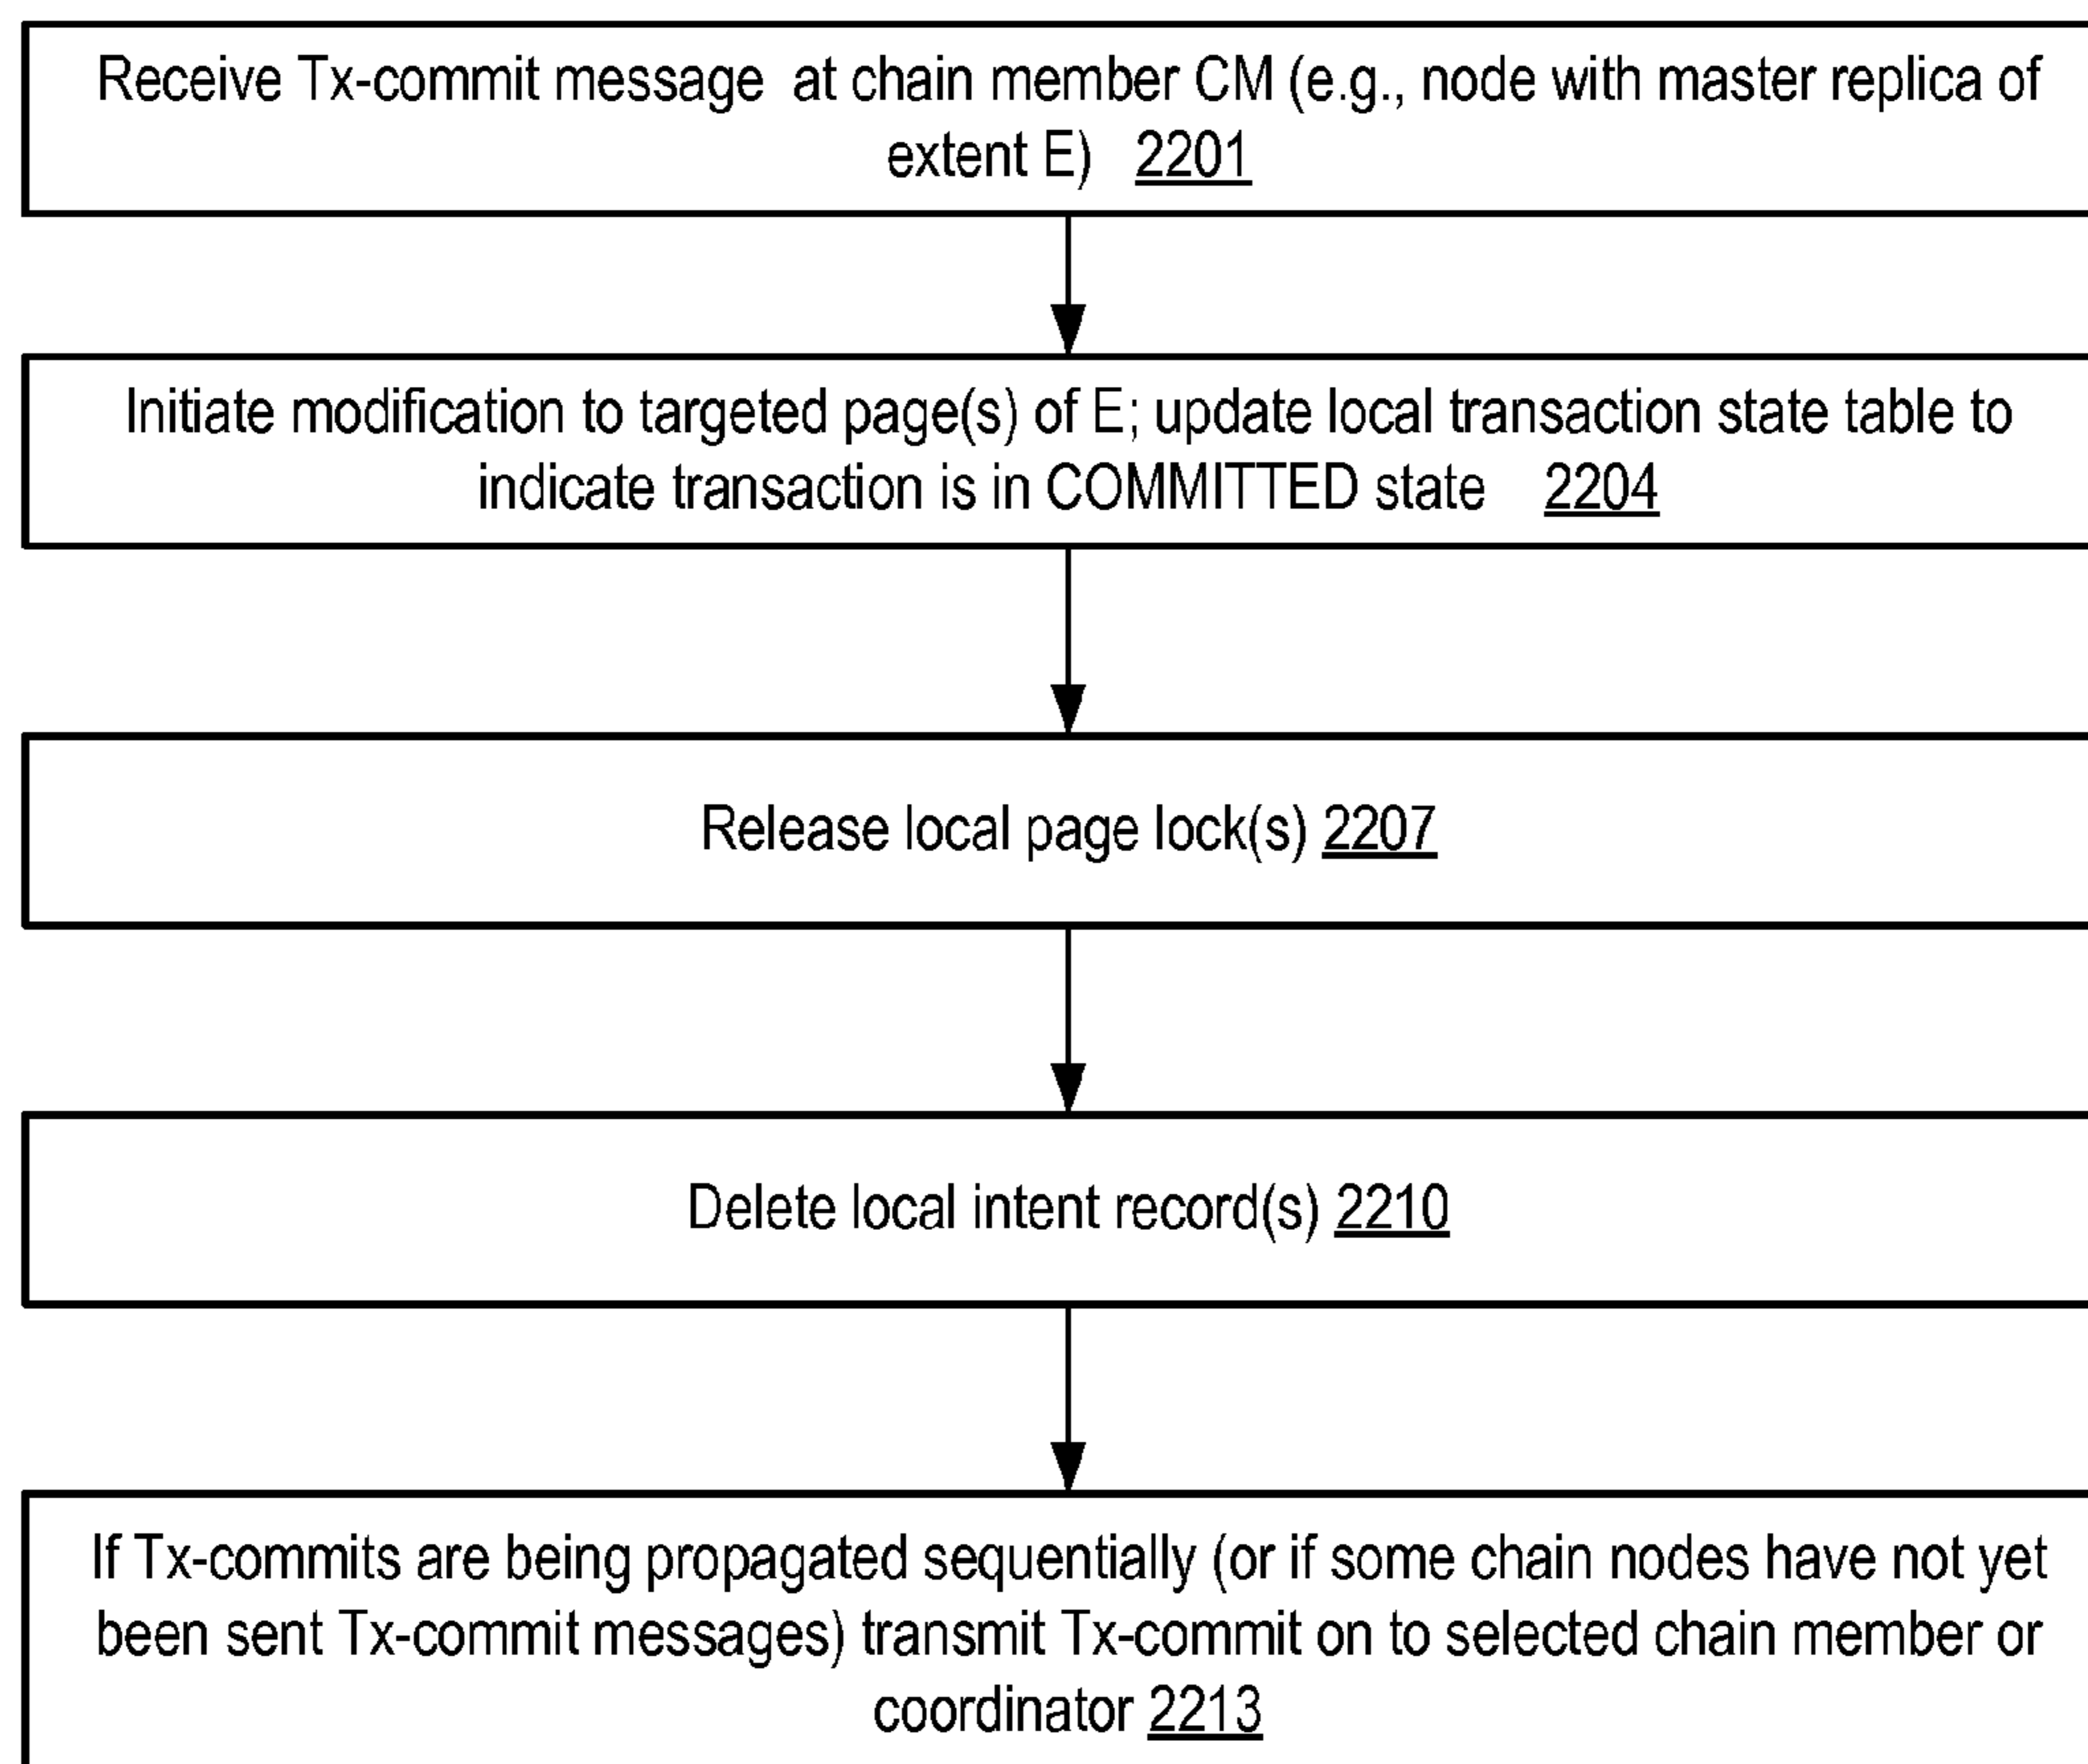 Receive Tx-commit message at chain member CM (e.g., node with master replica of
extent E) 2201
Initiate modification to targeted page(s) of E; update local transaction state table to
indicate transaction is in COMMITTED state 2204
Release local page lock(s) 2207
Delete local intent record(s) 2210
If Tx-commits are being propagated sequentially (or if some chain nodes have not yet
been sent Tx-commit messages) transmit Tx-commit on to selected chain member or
coordinator 2213